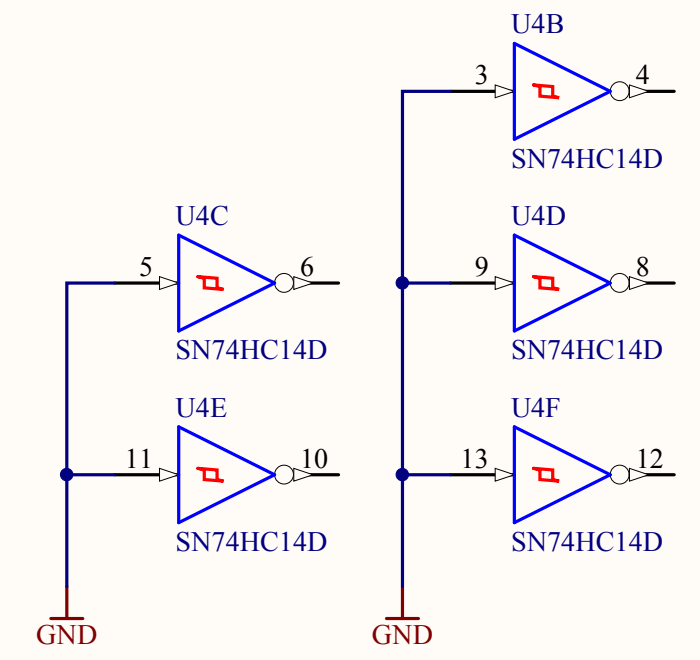 U4B
3
4
SN74HC14D
U4C
5
6
SN74HC14D
U4D
9
8
SN74HC14D
U4E
11
10
SN74HC14D
U4F
13
12
SN74HC14D
GND
GND